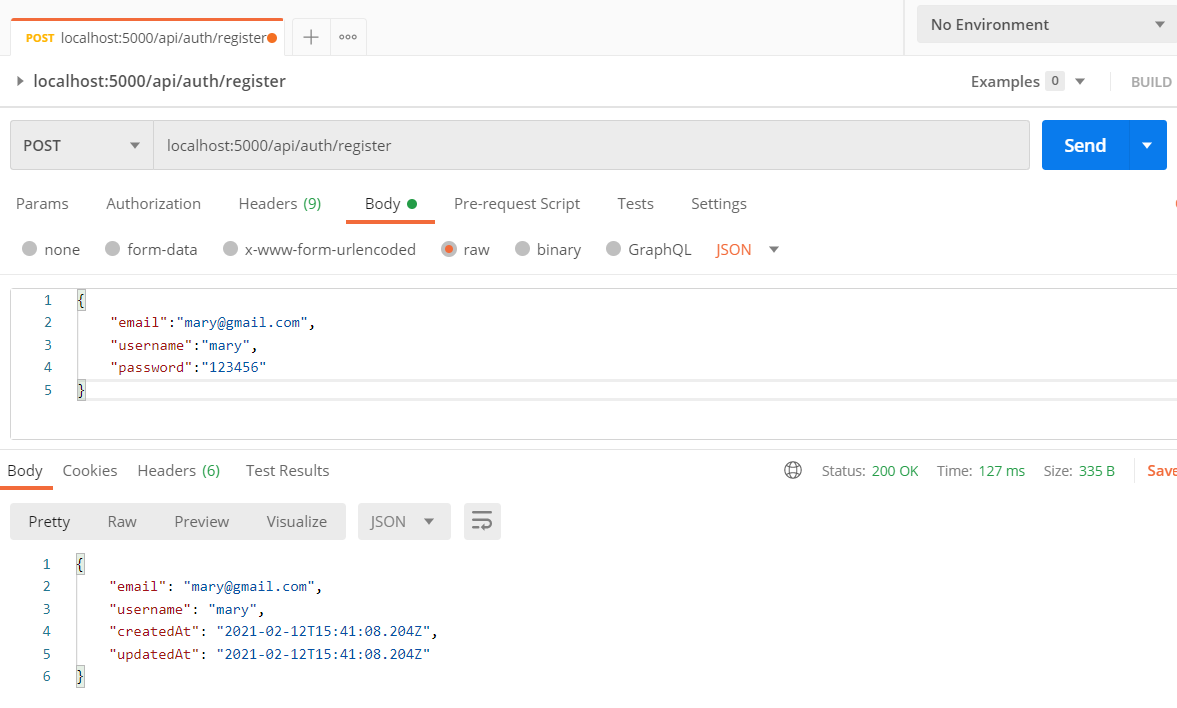 POST localhost:5000/api/auth/register No Environment
localhost:5000/api/auth/register Examples 0 BUILD
POST localhost:5000/api/auth/register Send
Params Authorization Headers (9) Body Pre-request Script Tests Settings
none form-data x-www-form-urlencoded raw binary GraphQL JSON
1 {
2 "email":"mary@gmail.com",
3 "username":"mary",
4 "password":"123456"
5 }
Body Cookies Headers (6) Test Results Status: 200 OK Time: 127 ms Size: 335 B Save
Pretty Raw Preview Visualize JSON
1 {
2 "email": "mary@gmail.com",
3 "username": "mary",
4 "createdAt": "2021-02-12T15:41:08.204Z",
5 "updatedAt": "2021-02-12T15:41:08.204Z"
6 }